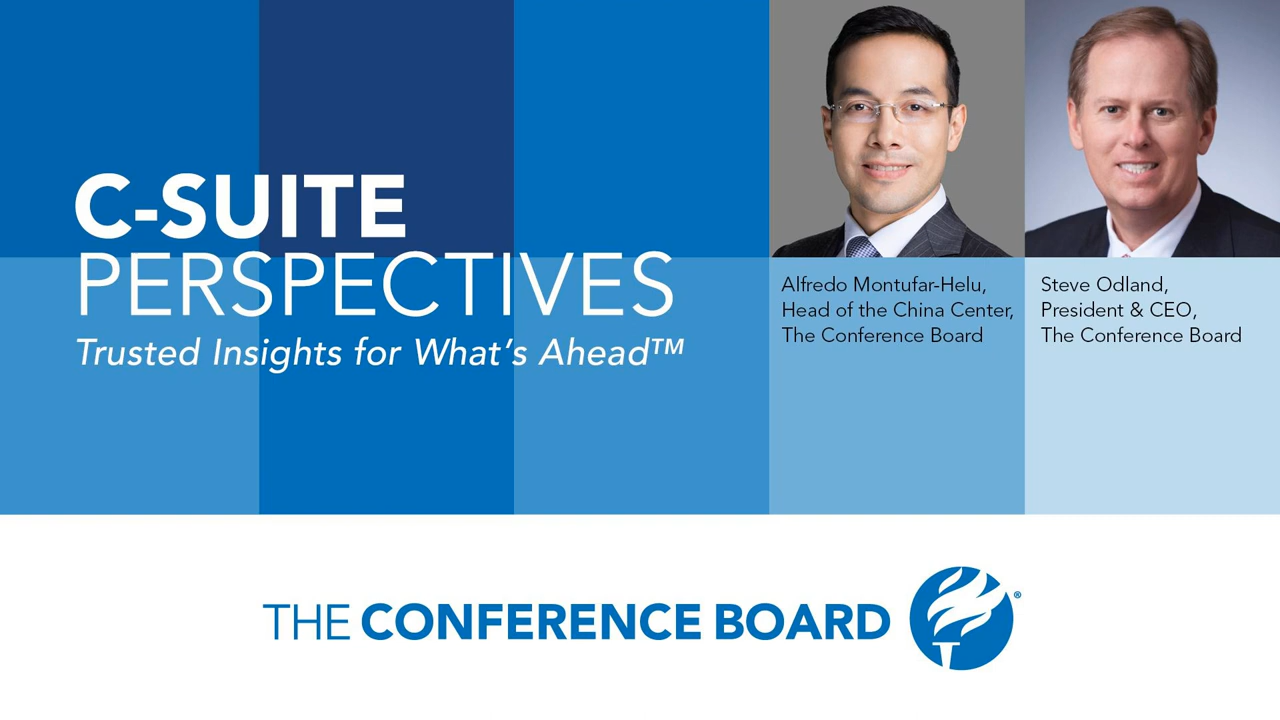 C-SUITE
PERSPECTIVES
Trusted Insights for What's Ahead™
Alfredo Montufar-Helu,
Head of the China Center,
The Conference Board
Steve Odland,
President & CEO,
The Conference Board
THE CONFERENCE BOARD ®